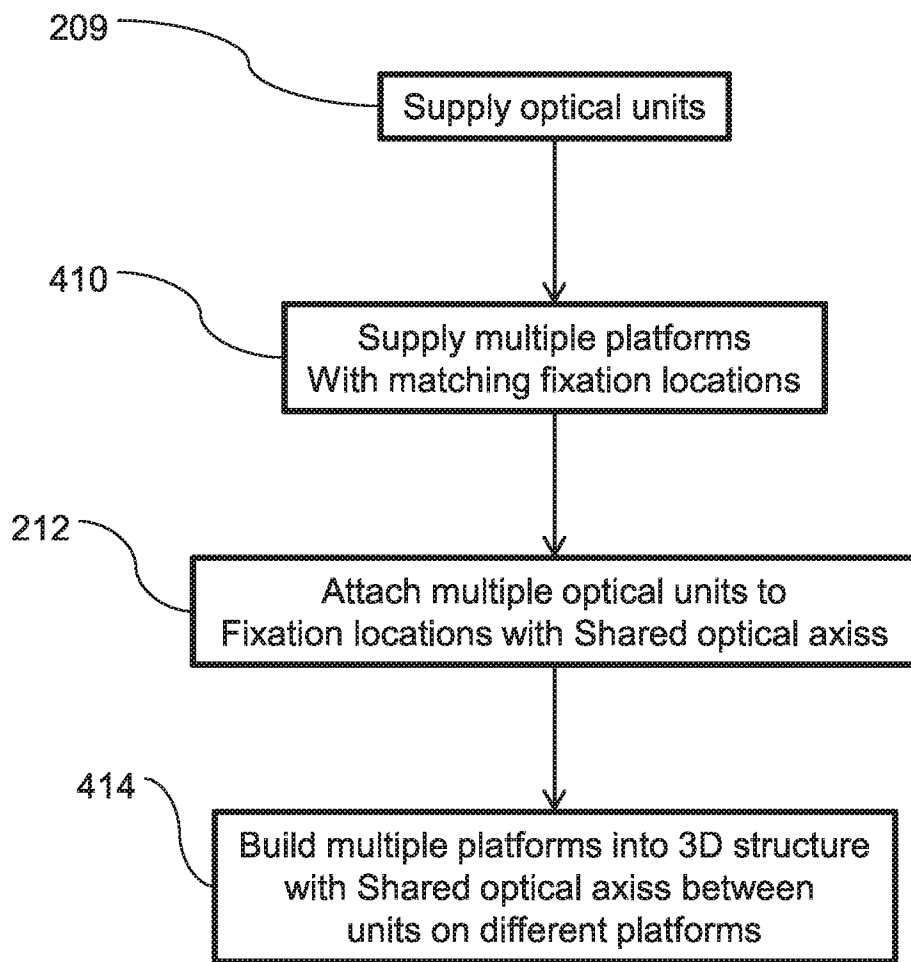 209
Supply optical units
410
Supply multiple platforms
With matching fixation locations
212
Attach multiple optical units to
Fixation locations with Shared optical axiss
414
Build multiple platforms into 3D structure
with Shared optical axiss between
units on different platforms